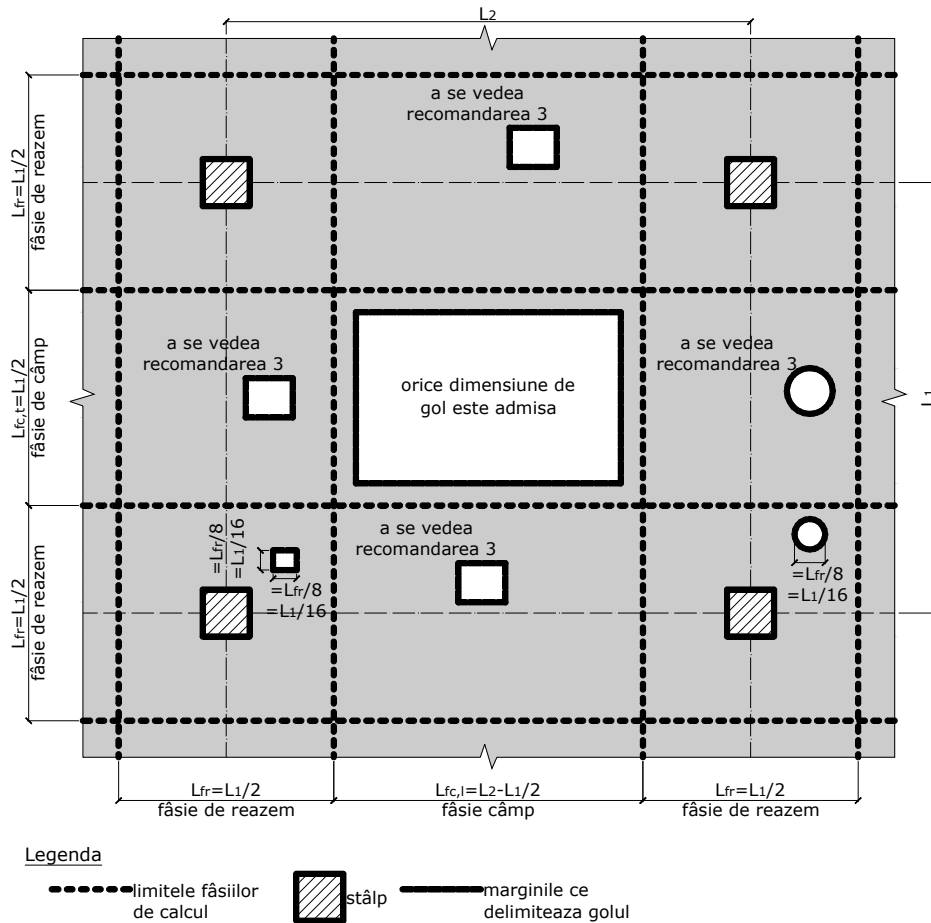 L2
a se vedea
recomandarea 3
Lfr=L1/2
fâsie de reazem
a se vedea
recomandarea 3
a se vedea
recomandarea 3
Lfc,t=L1/2
fâsie de câmp
orice dimensiune de
gol este admisa
L1
a se vedea
recomandarea 3
=Lfr/8
=L1/16
=Lfr/8
=L1/16
=Lfr/8
=L1/16
Lfr=L1/2
fâsie de reazem
Lfr=L1/2
fâsie de reazem
Lfc,l=L2-L1/2
fâsie câmp
Lfr=L1/2
fâsie de reazem
Legenda
limitele fâsiilor
de calcul
stâlp
marginile ce
delimiteaza golul